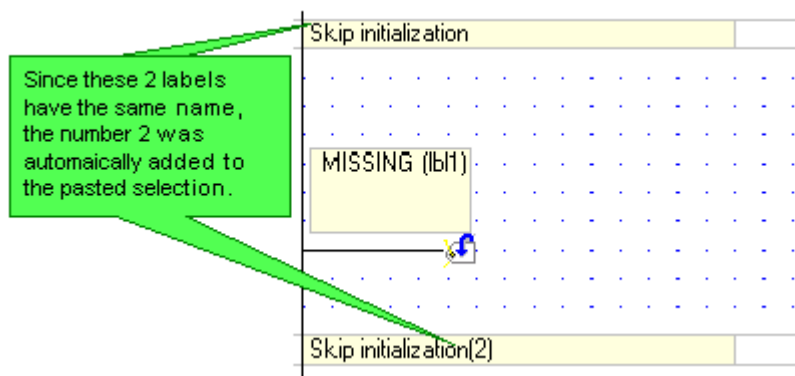 Skip initialization
Since these 2 labels
have the same name,
the number 2 was
automaically added to
the pasted selection.
MISSING (lbl1)
Skip initialization(2)